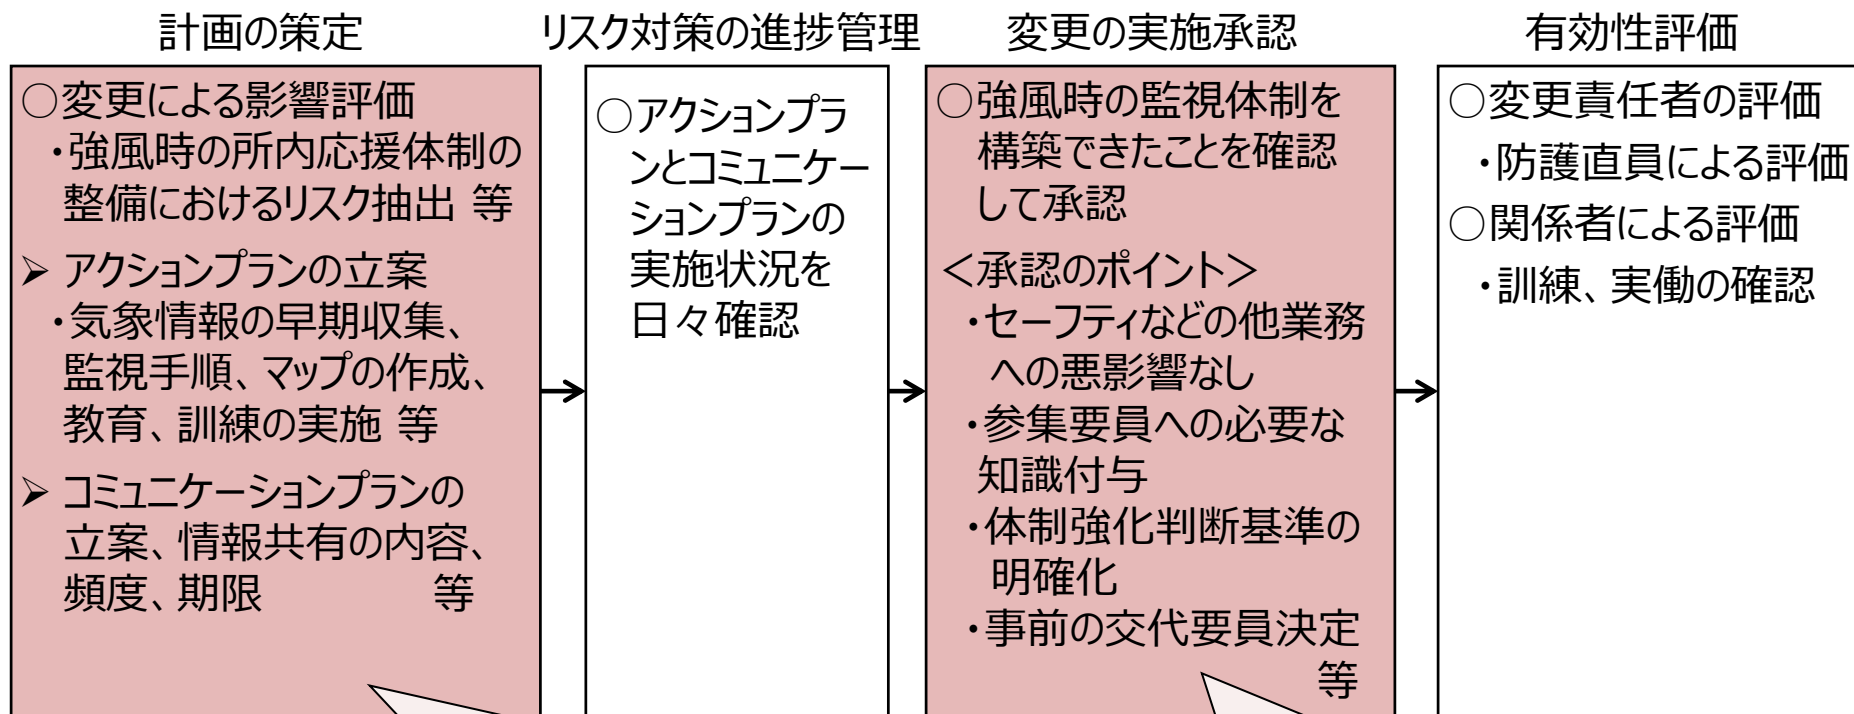 計画の策定
○変更による影響評価
・強風時の所内応援体制の
整備におけるリスク抽出 等
➢ アクションプランの立案
・気象情報の早期収集、
監視手順、マップの作成、
教育、訓練の実施 等
➢ コミュニケーションプランの
立案、情報共有の内容、
頻度、期限 等
リスク対策の進捗管理
○アクションプラ
ンとコミュニケー
ションプランの
実施状況を
日々確認
変更の実施承認
○強風時の監視体制を
構築できたことを確認
して承認
＜承認のポイント＞
・セーフティなどの他業務
への悪影響なし
・参集要員への必要な
知識付与
・体制強化判断基準の
明確化
・事前の交代要員決定
等
有効性評価
○変更責任者の評価
・防護直員による評価
○関係者による評価
・訓練、実働の確認